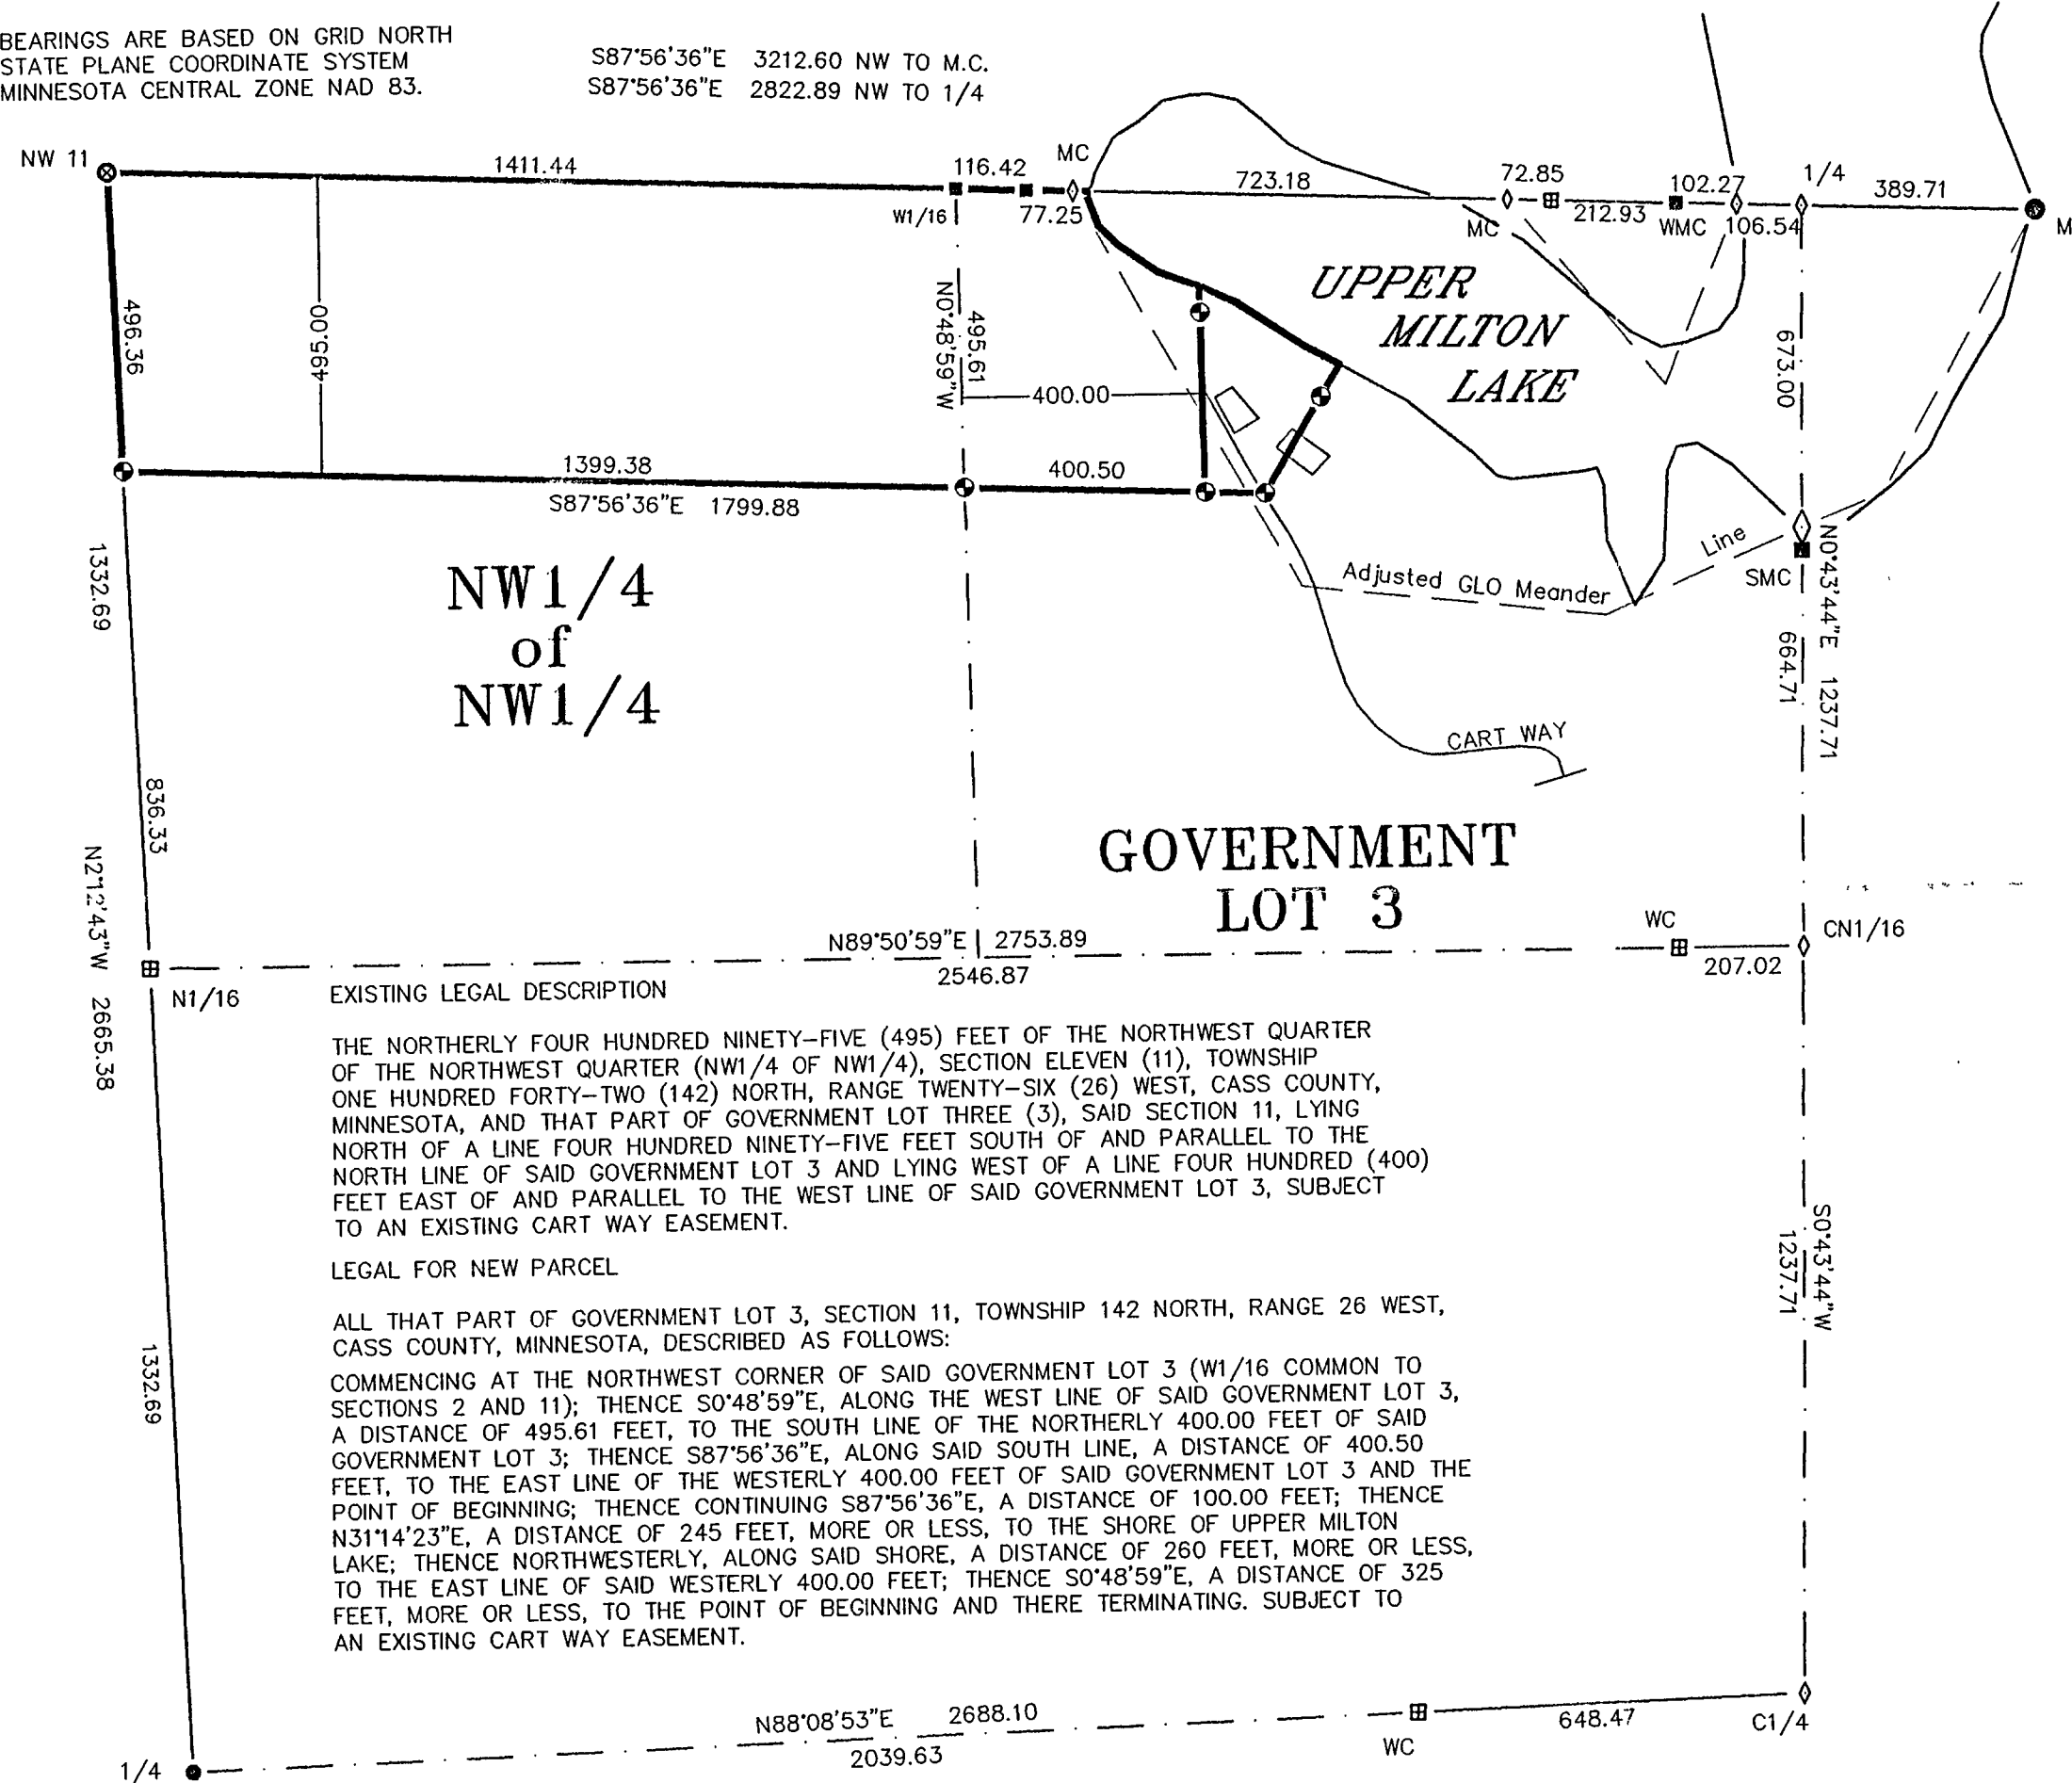 BEARINGS ARE BASED ON GRID NORTH
STATE PLANE COORDINATE SYSTEM
MINNESOTA CENTRAL ZONE NAD 83.
S87°56'36"E 3212.60 NW TO M.C.
S87°56'36"E 2822.89 NW TO 1/4
NW 11
1411.44
116.42
MC
723.18
72.85
102.27
1/4
389.71
W1/16
77.25
MC
212.93
WMC
106.54
M
496.36
495.00
N0°48'59"W
495.61
400.00
UPPER
MILTON
LAKE
673.00
1399.38
400.50
S87°56'36"E 1799.88
1332.69
NW1/4
of
NW1/4
Adjusted GLO Meander Line
SMC
N0°43'44"E 1237.71
664.71
CART WAY
836.33
N2°12'43"W 2665.38
GOVERNMENT
LOT 3
N89°50'59"E 2753.89
2546.87
WC
207.02
CN1/16
N1/16
EXISTING LEGAL DESCRIPTION
THE NORTHERLY FOUR HUNDRED NINETY-FIVE (495) FEET OF THE NORTHWEST QUARTER
OF THE NORTHWEST QUARTER (NW1/4 OF NW1/4), SECTION ELEVEN (11), TOWNSHIP
ONE HUNDRED FORTY-TWO (142) NORTH, RANGE TWENTY-SIX (26) WEST, CASS COUNTY,
MINNESOTA, AND THAT PART OF GOVERNMENT LOT THREE (3), SAID SECTION 11, LYING
NORTH OF A LINE FOUR HUNDRED NINETY-FIVE FEET SOUTH OF AND PARALLEL TO THE
NORTH LINE OF SAID GOVERNMENT LOT 3 AND LYING WEST OF A LINE FOUR HUNDRED (400)
FEET EAST OF AND PARALLEL TO THE WEST LINE OF SAID GOVERNMENT LOT 3, SUBJECT
TO AN EXISTING CART WAY EASEMENT.
LEGAL FOR NEW PARCEL
ALL THAT PART OF GOVERNMENT LOT 3, SECTION 11, TOWNSHIP 142 NORTH, RANGE 26 WEST,
CASS COUNTY, MINNESOTA, DESCRIBED AS FOLLOWS:
COMMENCING AT THE NORTHWEST CORNER OF SAID GOVERNMENT LOT 3 (W1/16 COMMON TO
SECTIONS 2 AND 11); THENCE S0°48'59"E, ALONG THE WEST LINE OF SAID GOVERNMENT LOT 3,
A DISTANCE OF 495.61 FEET, TO THE SOUTH LINE OF THE NORTHERLY 400.00 FEET OF SAID
GOVERNMENT LOT 3; THENCE S87°56'36"E, ALONG SAID SOUTH LINE, A DISTANCE OF 400.50
FEET, TO THE EAST LINE OF THE WESTERLY 400.00 FEET OF SAID GOVERNMENT LOT 3 AND THE
POINT OF BEGINNING; THENCE CONTINUING S87°56'36"E, A DISTANCE OF 100.00 FEET; THENCE
N31°14'23"E, A DISTANCE OF 245 FEET, MORE OR LESS, TO THE SHORE OF UPPER MILTON
LAKE; THENCE NORTHWESTERLY, ALONG SAID SHORE, A DISTANCE OF 260 FEET, MORE OR LESS,
TO THE EAST LINE OF SAID WESTERLY 400.00 FEET; THENCE S0°48'59"E, A DISTANCE OF 325
FEET, MORE OR LESS, TO THE POINT OF BEGINNING AND THERE TERMINATING. SUBJECT TO
AN EXISTING CART WAY EASEMENT.
S0°43'44"W
1237.71
1332.69
N88°08'53"E 2688.10
2039.63
WC
648.47
C1/4
1/4